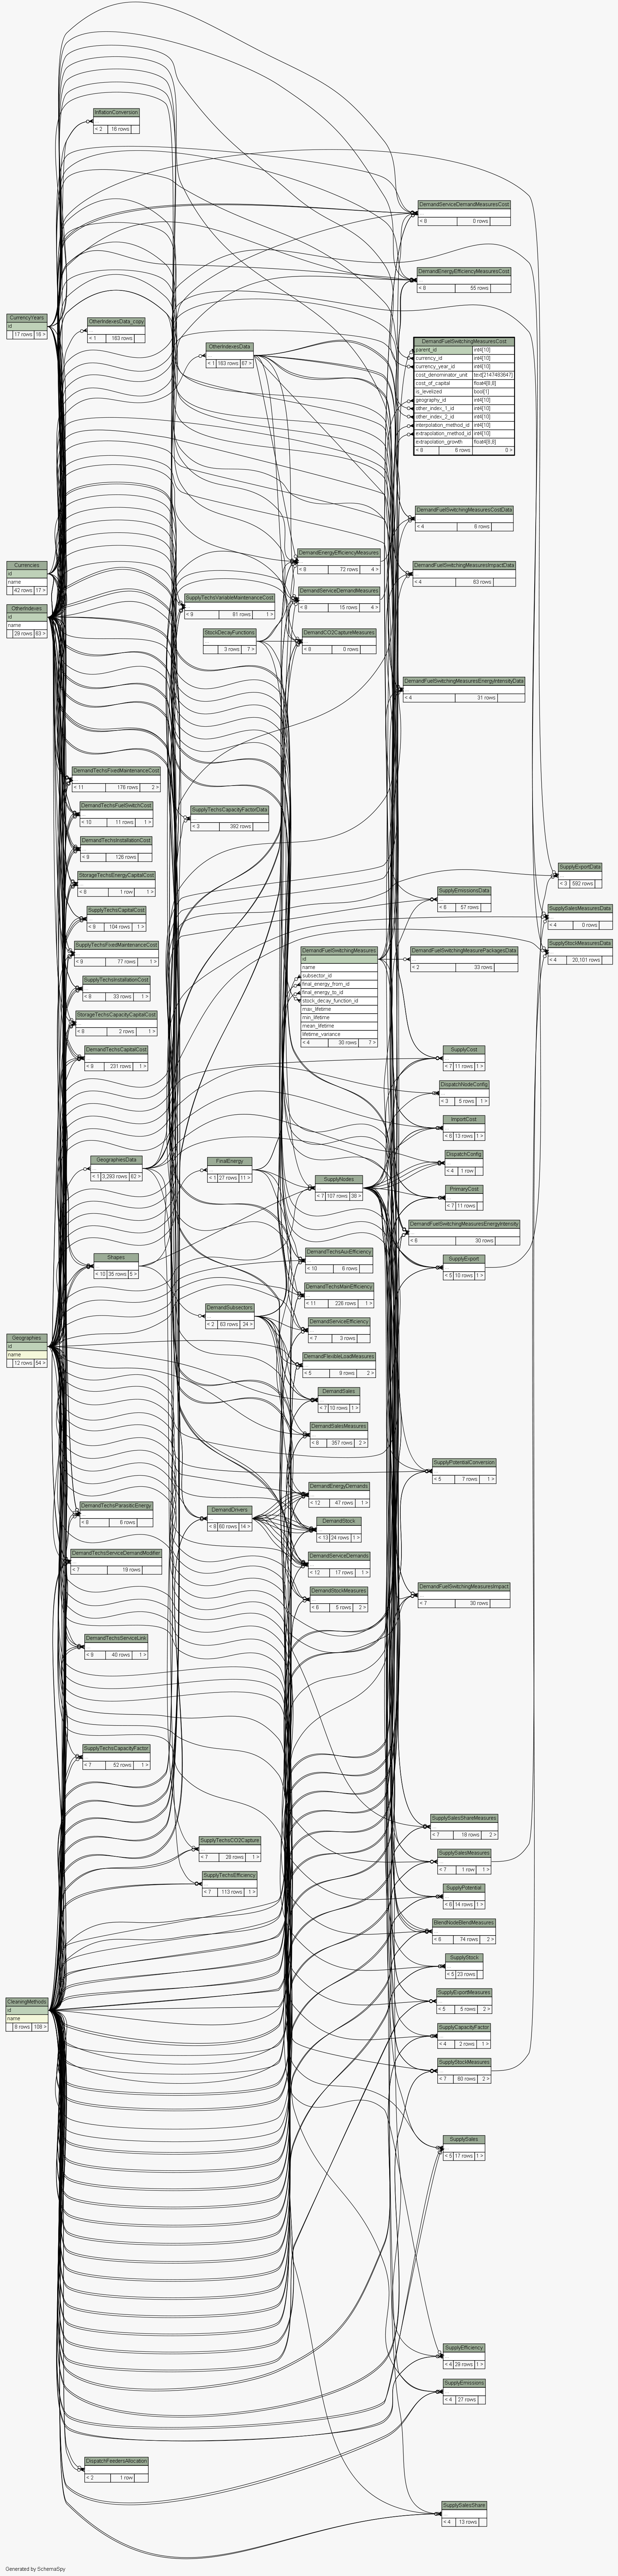 InflationConversion
< 2 16 rows
DemandServiceDemandMeasuresCost
< 8 0 rows
DemandEnergyEfficiencyMeasuresCost
< 8 55 rows
CurrencyYears
id
17 rows 16 >
OtherIndexesData_copy
< 1 163 rows
OtherIndexesData
< 1 163 rows 67 >
DemandFuelSwitchingMeasuresCost
parent_id int4[10]
currency_id int4[10]
currency_year_id int4[10]
cost_denominator_unit text[2147483647]
cost_of_capital float4[8,8]
is_levelized bool[1]
geography_id int4[10]
other_index_1_id int4[10]
other_index_2_id int4[10]
interpolation_method_id int4[10]
extrapolation_method_id int4[10]
extrapolation_growth float4[8,8]
< 8 6 rows 0 >
DemandFuelSwitchingMeasuresCostData
< 4 6 rows
DemandEnergyEfficiencyMeasures
< 8 72 rows 4 >
Currencies
id
name
42 rows 17 >
DemandFuelSwitchingMeasuresImpactData
< 4 63 rows
DemandServiceDemandMeasures
< 8 15 rows 4 >
SupplyTechsVariableMaintenanceCost
< 9 81 rows 1 >
OtherIndexes
id
name
29 rows 83 >
StockDecayFunctions
3 rows 7 >
DemandCO2CaptureMeasures
< 8 0 rows
DemandFuelSwitchingMeasuresEnergyIntensityData
< 4 31 rows
DemandTechsFixedMaintenanceCost
< 11 178 rows 2 >
DemandTechsFuelSwitchCost
< 10 11 rows 1 >
SupplyTechsCapacityFactorData
< 3 392 rows
DemandTechsInstallationCost
< 9 126 rows
StorageTechsEnergyCapitalCost
< 8 1 row 1 >
SupplyExportData
< 3 592 rows
SupplyEmissionsData
< 6 57 rows
SupplyTechsCapitalCost
< 9 104 rows 1 >
SupplySalesMeasuresData
< 4 0 rows
SupplyTechsFixedMaintenanceCost
< 9 77 rows 1 >
DemandFuelSwitchingMeasures
id
name
subsector_id
final_energy_from_id
final_energy_to_id
stock_decay_function_id
max_lifetime
min_lifetime
mean_lifetime
lifetime_variance
< 4 30 rows 7 >
DemandFuelSwitchingMeasurePackagesData
< 2 33 rows
SupplyStockMeasuresData
< 4 20,101 rows
SupplyTechsInstallationCost
< 8 33 rows 1 >
StorageTechsCapacityCapitalCost
< 8 2 rows 1 >
DemandTechsCapitalCost
< 9 231 rows 1 >
SupplyCost
< 7 11 rows 1 >
DispatchNodeConfig
< 3 5 rows 1 >
ImportCost
< 6 13 rows 1 >
DispatchConfig
< 4 1 row
GeographiesData
< 1 3,293 rows 62 >
FinalEnergy
< 1 27 rows 11 >
SupplyNodes
< 7 107 rows 38 >
PrimaryCost
< 7 11 rows
DemandFuelSwitchingMeasuresEnergyIntensity
< 6 30 rows
Shapes
< 10 35 rows 5 >
DemandTechsAuxEfficiency
< 10 8 rows
SupplyExport
< 5 10 rows 1 >
DemandTechsMainEfficiency
< 11 226 rows 1 >
DemandSubsectors
< 2 63 rows 24 >
DemandServiceEfficiency
< 7 3 rows
Geographies
id
name
12 rows 54 >
DemandFlexibleLoadMeasures
< 5 9 rows 2 >
DemandSales
< 7 10 rows 1 >
DemandSalesMeasures
< 8 357 rows 2 >
SupplyPotentialConversion
< 5 7 rows 1 >
DemandEnergyDemands
< 12 47 rows 1 >
DemandTechsParasiticEnergy
< 8 6 rows
DemandDrivers
< 8 60 rows 14 >
DemandStock
< 13 24 rows 1 >
DemandTechsServiceDemandModifier
< 7 19 rows
DemandServiceDemands
< 12 17 rows 1 >
DemandStockMeasures
< 6 5 rows 2 >
DemandFuelSwitchingMeasuresImpact
< 7 30 rows
DemandTechsServiceLink
< 9 40 rows 1 >
SupplyTechsCapacityFactor
< 7 52 rows 1 >
SupplySalesShareMeasures
< 7 18 rows 2 >
SupplyTechsCO2Capture
< 7 28 rows 1 >
SupplySalesMeasures
< 7 1 row 1 >
SupplyTechsEfficiency
< 7 113 rows 1 >
SupplyPotential
< 6 14 rows 1 >
BlendNodeBlendMeasures
< 6 74 rows 2 >
SupplyStock
< 5 23 rows
CleaningMethods
id
name
8 rows 108 >
SupplyExportMeasures
< 5 5 rows 2 >
SupplyCapacityFactor
< 4 2 rows 1 >
SupplyStockMeasures
< 7 60 rows 2 >
SupplySales
< 5 17 rows 1 >
SupplyEfficiency
< 4 29 rows 1 >
SupplyEmissions
< 4 27 rows
DispatchFeedersAllocation
< 2 1 row
SupplySalesShare
< 4 13 rows
Generated by SchemaSpy